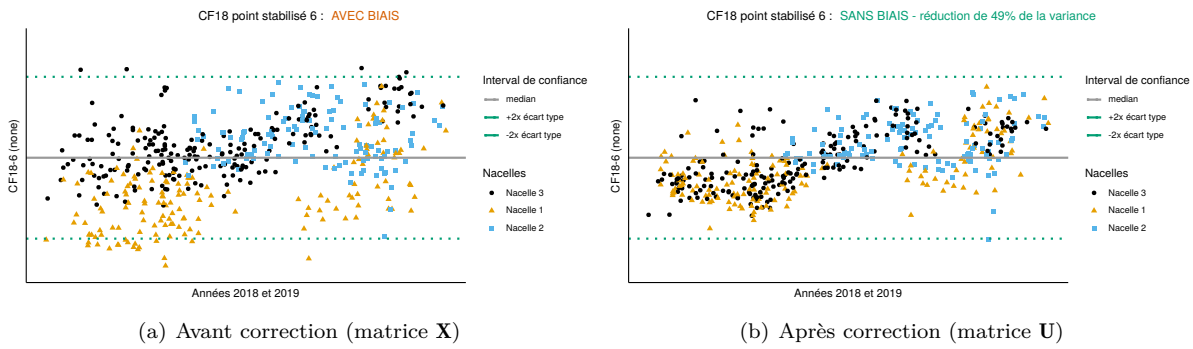 CF18 point stabilisé 6 : AVEC BIAIS
CF18-6 (none)
Années 2018 et 2019
Interval de confiance
median
+2x écart type
-2x écart type
Nacelles
Nacelle 3
Nacelle 1
Nacelle 2
(a) Avant correction (matrice X)
CF18 point stabilisé 6 : SANS BIAIS - réduction de 49% de la variance
CF18-6 (none)
Années 2018 et 2019
Interval de confiance
median
+2x écart type
-2x écart type
Nacelles
Nacelle 3
Nacelle 1
Nacelle 2
(b) Après correction (matrice U)